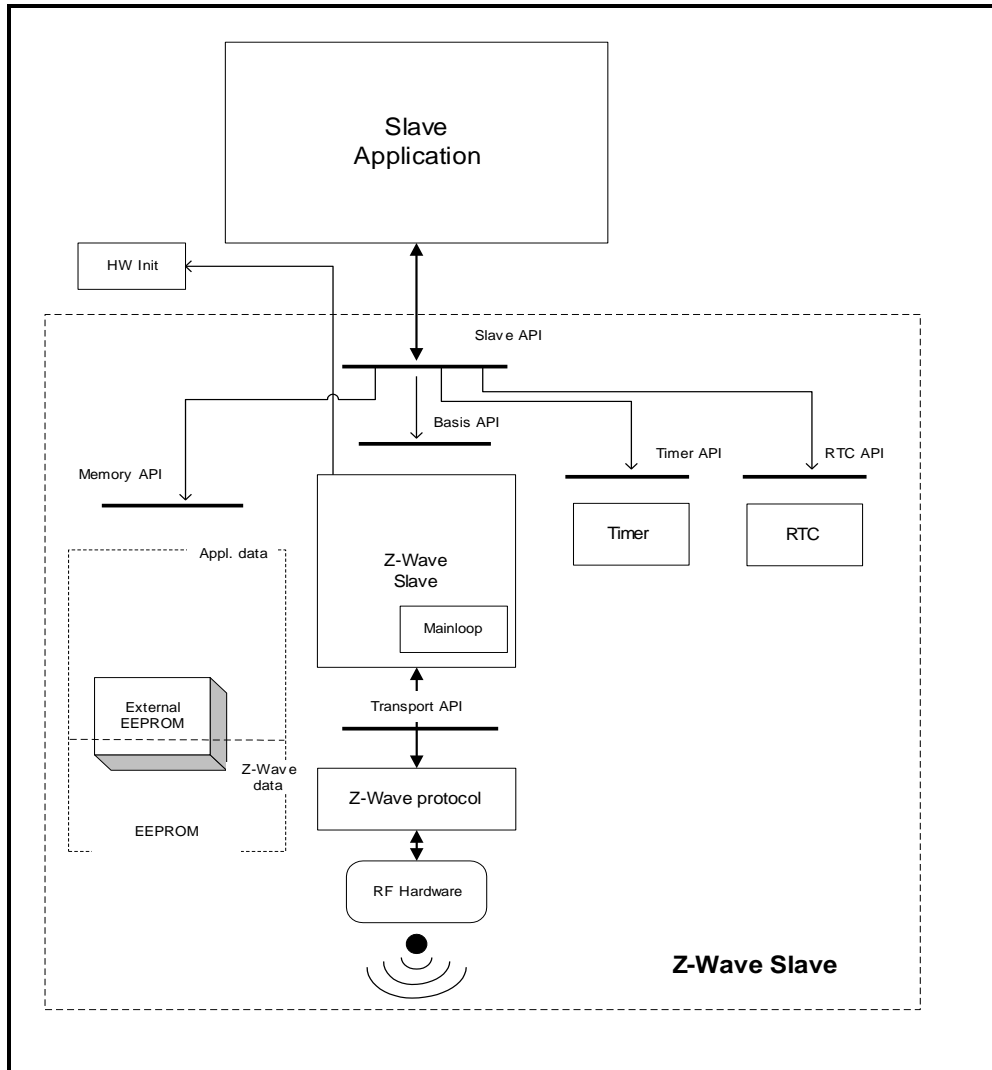 Slave
Application
HW Init
Slave API
Basis API
Timer API
RTC API
Memory API
Timer
RTC
Appl. data
Z-Wave
Slave
Mainloop
External
EEPROM
Transport API
Z-Wave
data
Z-Wave protocol
EEPROM
RF Hardware
Z-Wave Slave